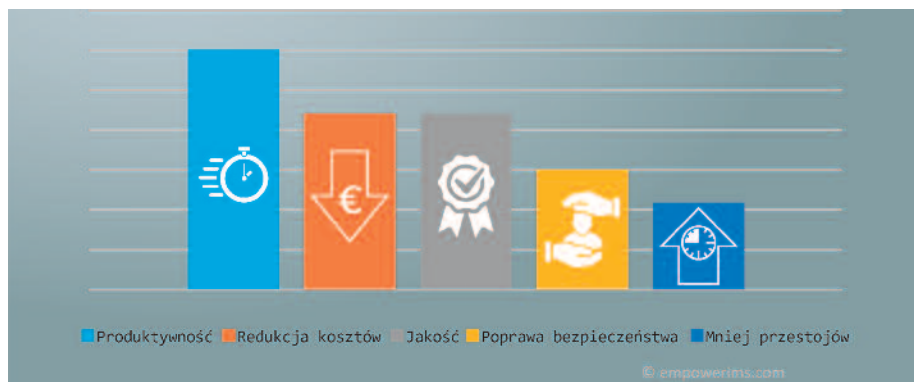 €
Produktywność Redukcja kosztów Jakość Poprawa bezpieczeństwa Mniej przestojów
© empowerims.com